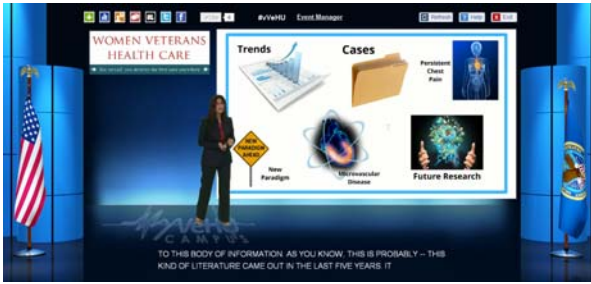 #vVeHU
Event Manager
Refresh
Help
Exit
WOMEN VETERANS
HEALTH CARE
Trends
Cases
Persistent
Chest
Pain
NEW
PARADIGM
AHEAD
New
Paradigm
Microvascular
Disease
Future Research
VeHU
CAMPUS
TO THIS BODY OF INFORMATION. AS YOU KNOW, THIS IS PROBABLY -- THIS
KIND OF LITERATURE CAME OUT IN THE LAST FIVE YEARS. IT